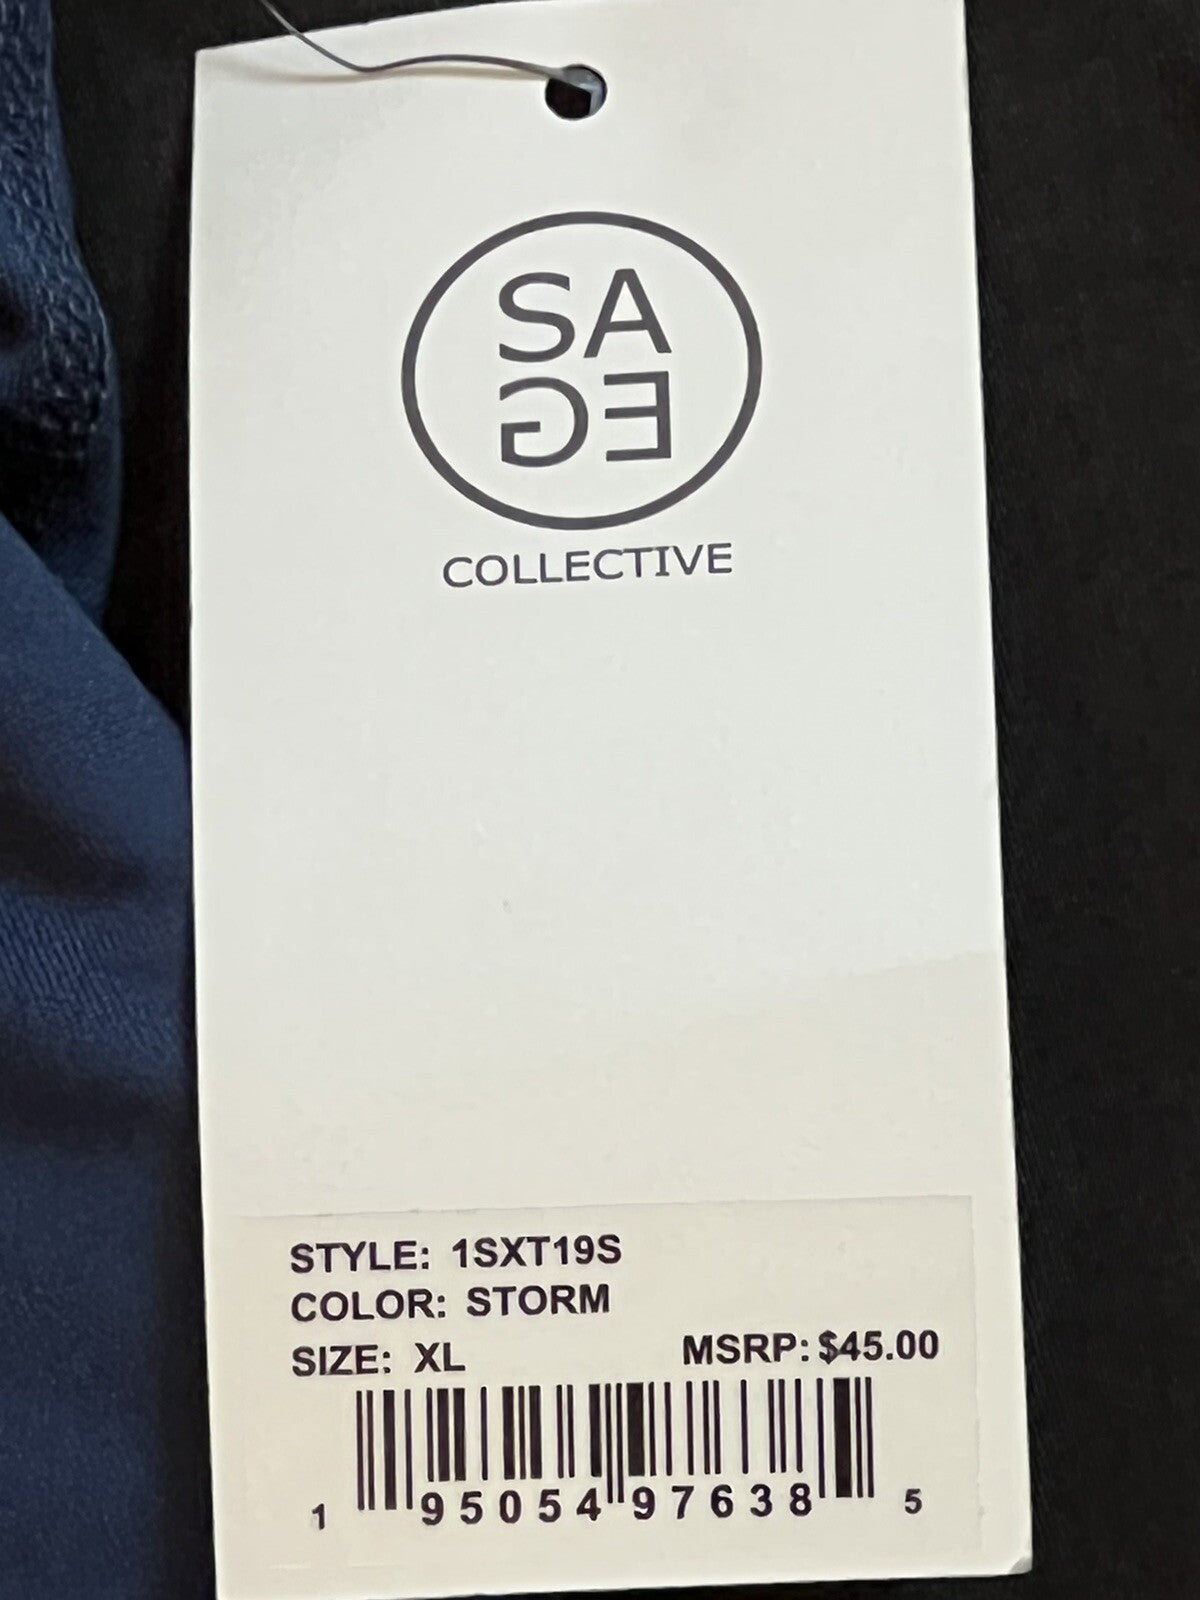 SA
GE
COLLECTIVE
STYLE: 1SXT19S
COLOR: STORM
SIZE: XL MSRP: $45.00
1 95054 97638 5